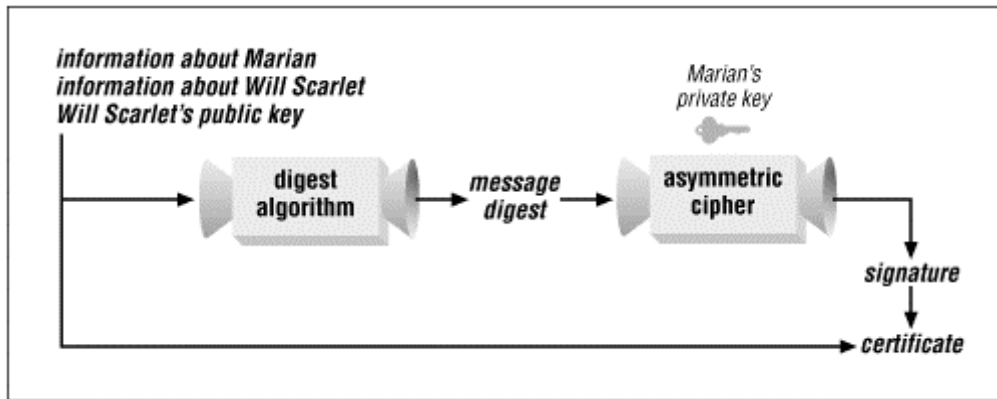 information about Marian
information about Will Scarlet
Will Scarlet's public key
Marian's
private key
digest
algorithm
message
digest
asymmetric
cipher
signature
certificate